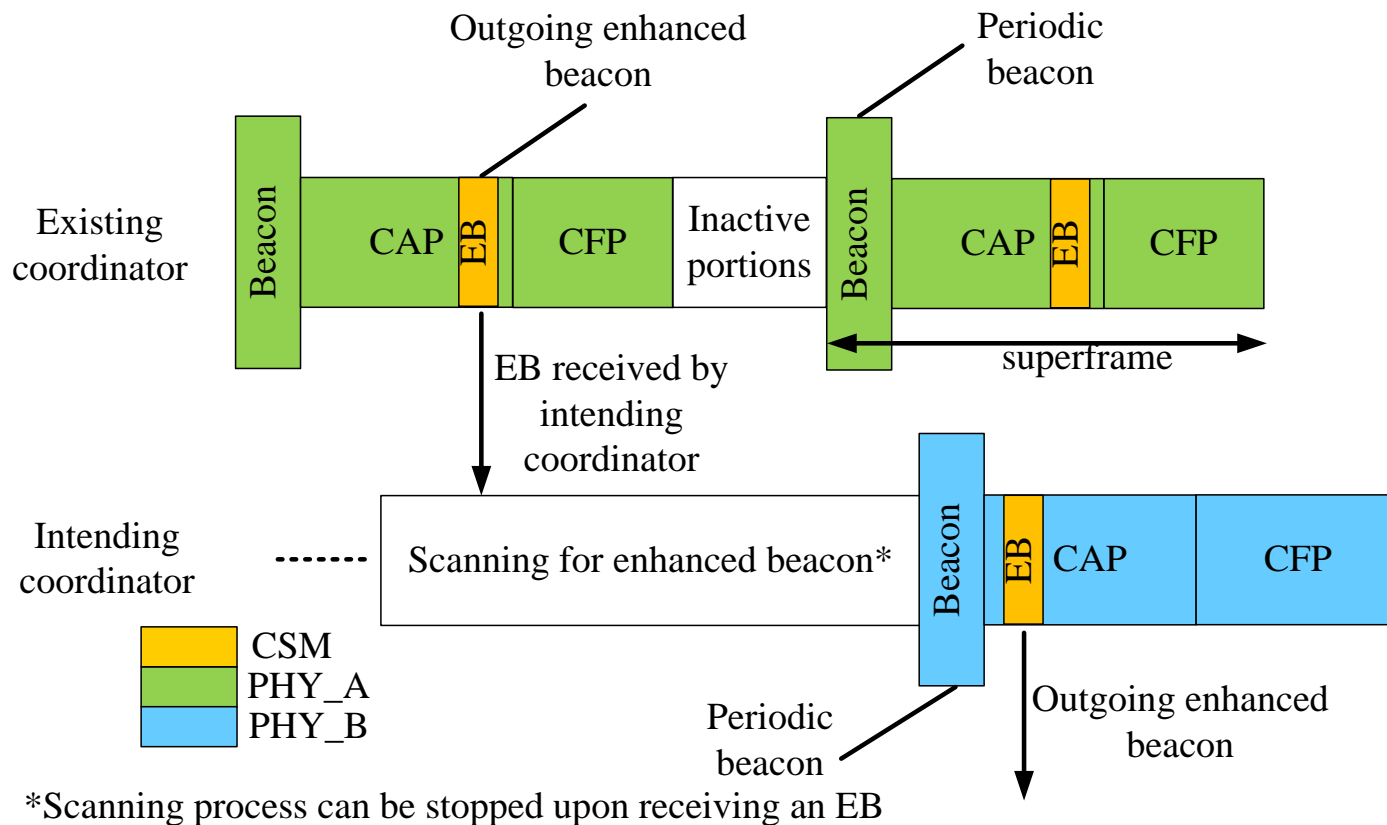 Outgoing enhanced
beacon
Periodic
beacon
Existing
coordinator
Beacon
CAP
EB
CFP
Inactive
portions
Beacon
CAP
EB
CFP
superframe
EB received by
intending
coordinator
Intending
coordinator
Scanning for enhanced beacon*
Beacon
EB
CAP
CFP
CSM
PHY_A
PHY_B
Periodic
beacon
Outgoing enhanced
beacon
*Scanning process can be stopped upon receiving an EB